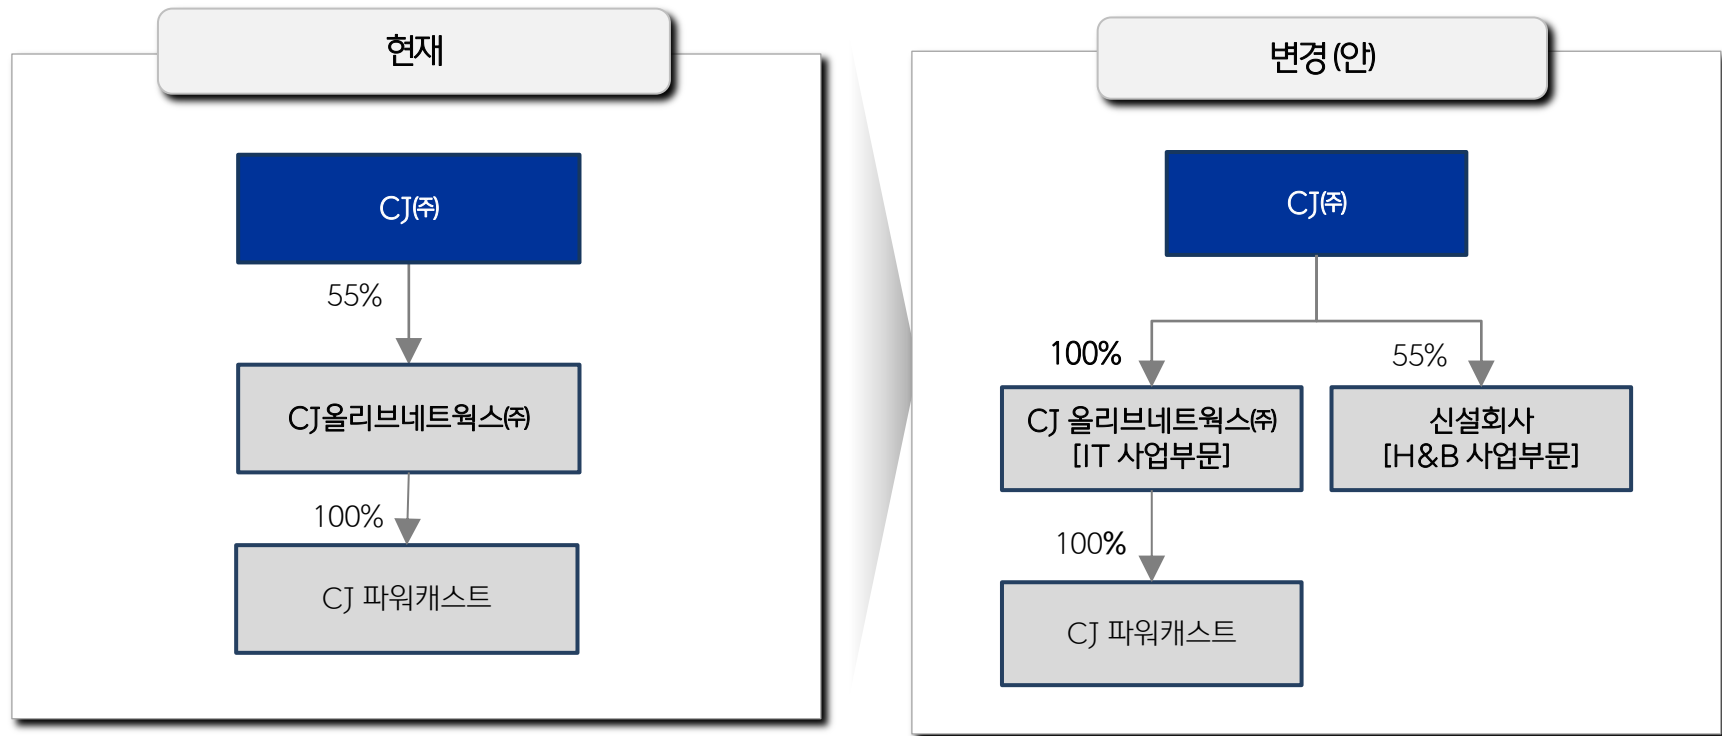 현재
CJ㈜
55%
CJ올리브네트웍스㈜
100%
CJ 파워캐스트
변경 (안)
CJ㈜
100%
55%
CJ 올리브네트웍스㈜
[IT 사업부문]
신설회사
[H&B 사업부문]
100%
CJ 파워캐스트